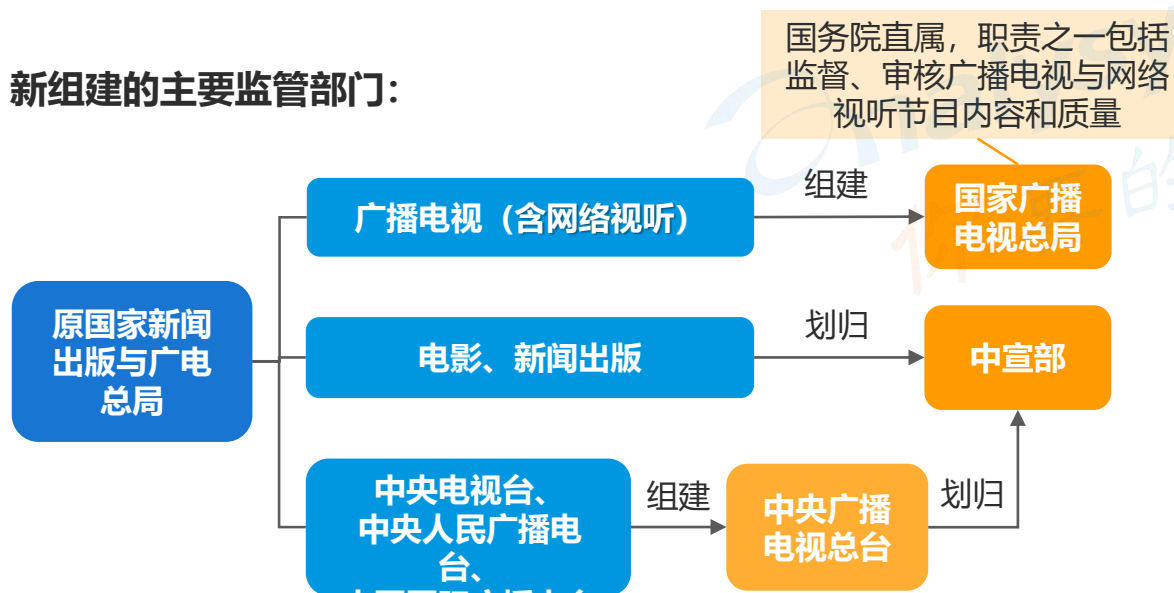 国务院直属，职责之一包括
监督、审核广播电视与网络
视听节目内容和质量
新组建的主要监管部门：
广播电视（含网络视听）
组建
国家广播
电视总局
原国家新闻
出版与广电
总局
电影、新闻出版
划归
中宣部
中央电视台、
中央人民广播电
台、
组建
中央广播
电视总台
划归